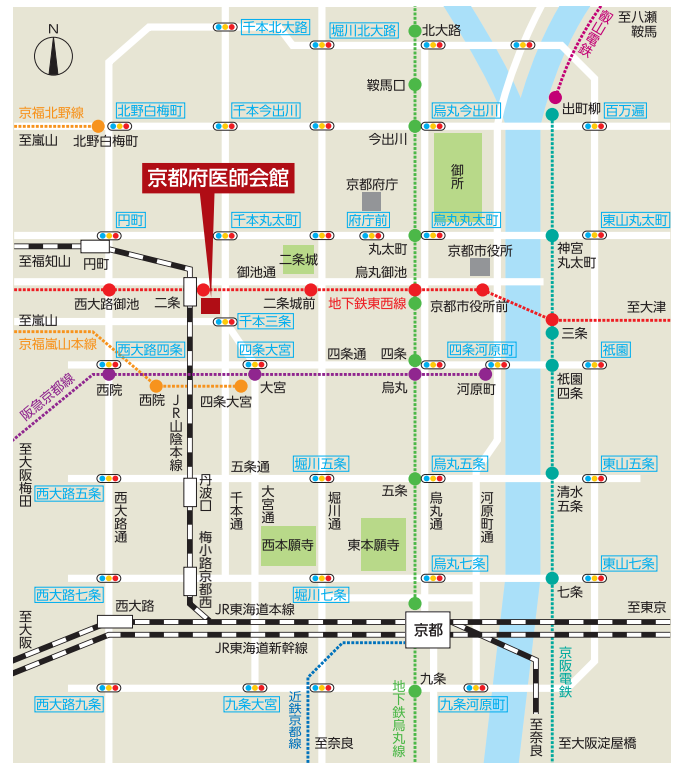 N
千本北大路
堀川北大路
北大路
叡山電鉄
至八瀬
鞍馬
鞍馬口
京福北野線
北野白梅町
千本今出川
烏丸今出川
出町柳
百万遍
至嵐山
北野白梅町
今出川
京都府医師会館
京都府庁
御所
円町
千本丸太町
府庁前
烏丸丸太町
東山丸太町
至福知山
円町
二条城
丸太町
京都市役所
神宮
丸太町
御池通
烏丸御池
西大路御池
二条
二条城前
地下鉄東西線
京都市役所前
至大津
至嵐山
千本三条
三条
京福嵐山本線
西大路四条
四条大宮
四条通
四条
四条河原町
祇園
阪急京都線
西院
西院
四条大宮
大宮
烏丸
河原町
祇園
四条
JR山陰本線
至大阪梅田
五条通
堀川五条
烏丸五条
東山五条
西大路五条
西大路通
丹波口
千本通
大宮通
堀川通
五条
烏丸通
河原町通
清水
五条
梅小路京都西
西本願寺
東本願寺
烏丸七条
東山七条
西大路七条
堀川七条
七条
西大路
JR東海道本線
至東京
至大阪
京都
JR東海道新幹線
京阪電鉄
九条
西大路九条
九条大宮
近鉄京都線
地下鉄烏丸線
九条河原町
至奈良
至奈良
至大阪淀屋橋